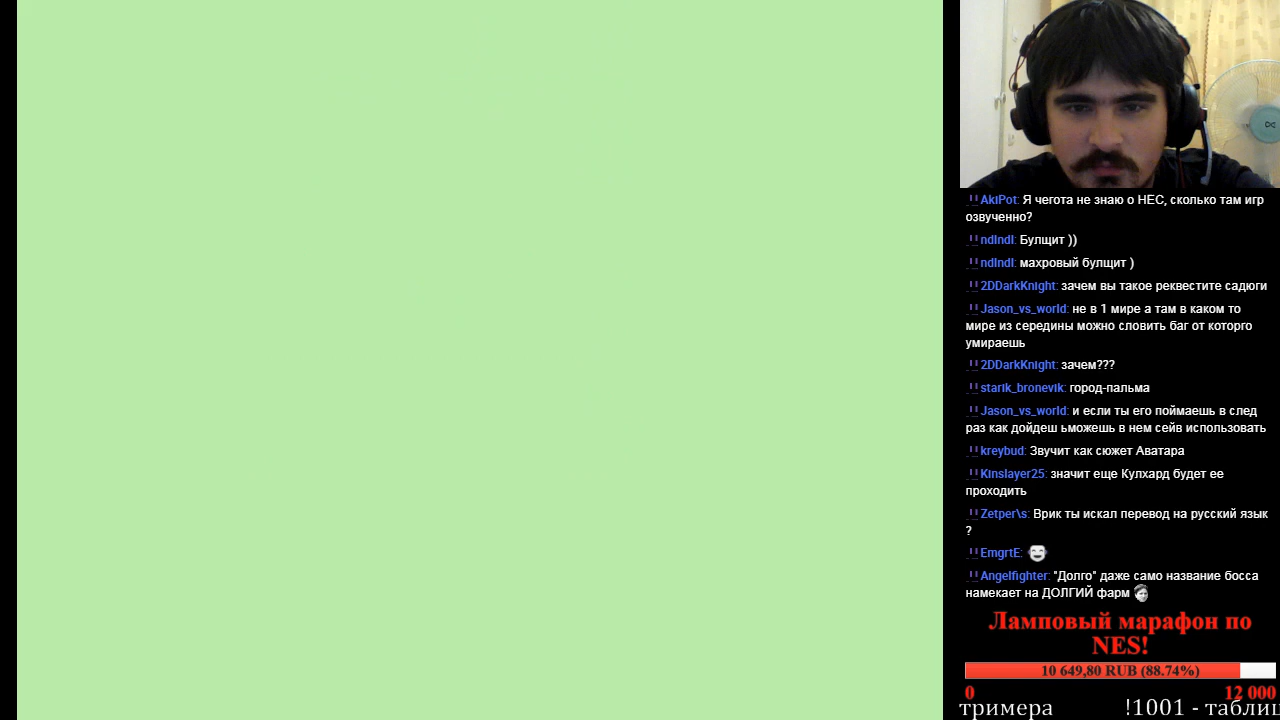 AkiPot: Я чегота не знаю о НЕС, сколько там игр
озвученно?
ndIndI: Булщит ))
ndIndI: махровый булщит )
2DDarkKnight: зачем вы такое реквестите садюги
Jason_vs_world: не в 1 мире а там в каком то
мире из середины можно словить баг от которго
умираешь
2DDarkKnight: зачем???
starik_bronevik: город-пальма
Jason_vs_world: и если ты его поймаешь в след
раз как дойдеш ьможешь в нем сейв использовать
kreybud: Звучит как сюжет Аватара
Kinslayer25: значит еще Кулхард будет ее
проходить
Zetper\s: Врик ты искал перевод на русский язык
?
EmgrtE:
Angelfighter: "Долго" даже само название босса
намекает на ДОЛГИЙ фарм
Ламповый марафон по
NES!
10 649,80 RUB (88.74%)
0 12 000
тримера !1001 - таблиц